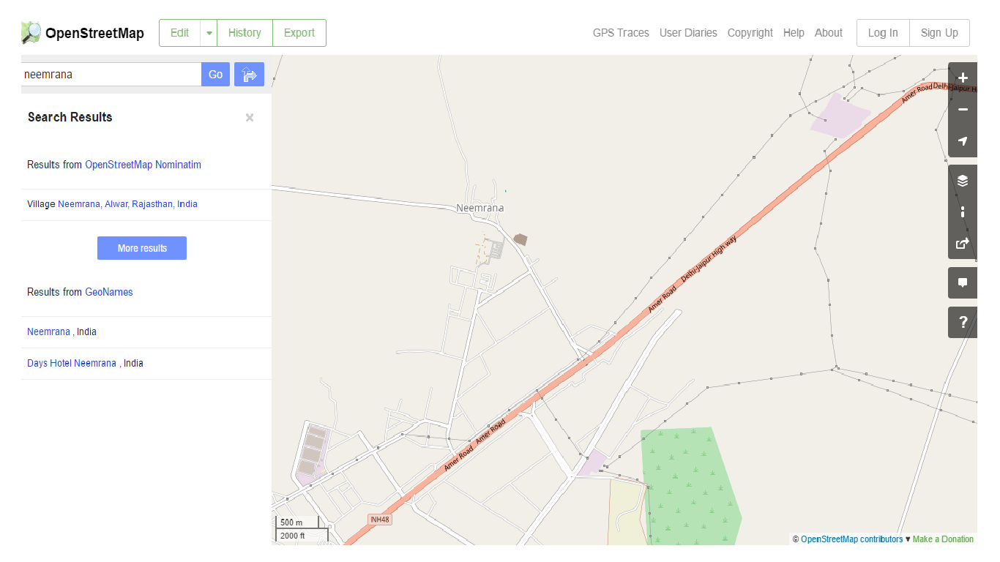 OpenStreetMap Edit History Export GPS Traces User Diaries Copyright Help About Log In Sign Up
neemrana Go
Search Results
Results from OpenStreetMap Nominatim
Village Neemrana, Alwar, Rajasthan, India
More results
Results from GeoNames
Neemrana , India
Days Hotel Neemrana , India
Amer Road
Delhi-Jaipur H
Neemrana
Delhi-Jaipur High way
Amer Road
Amer Road
Amer Road
NH48
500 m
2000 ft
?
© OpenStreetMap contributors ♥ Make a Donation